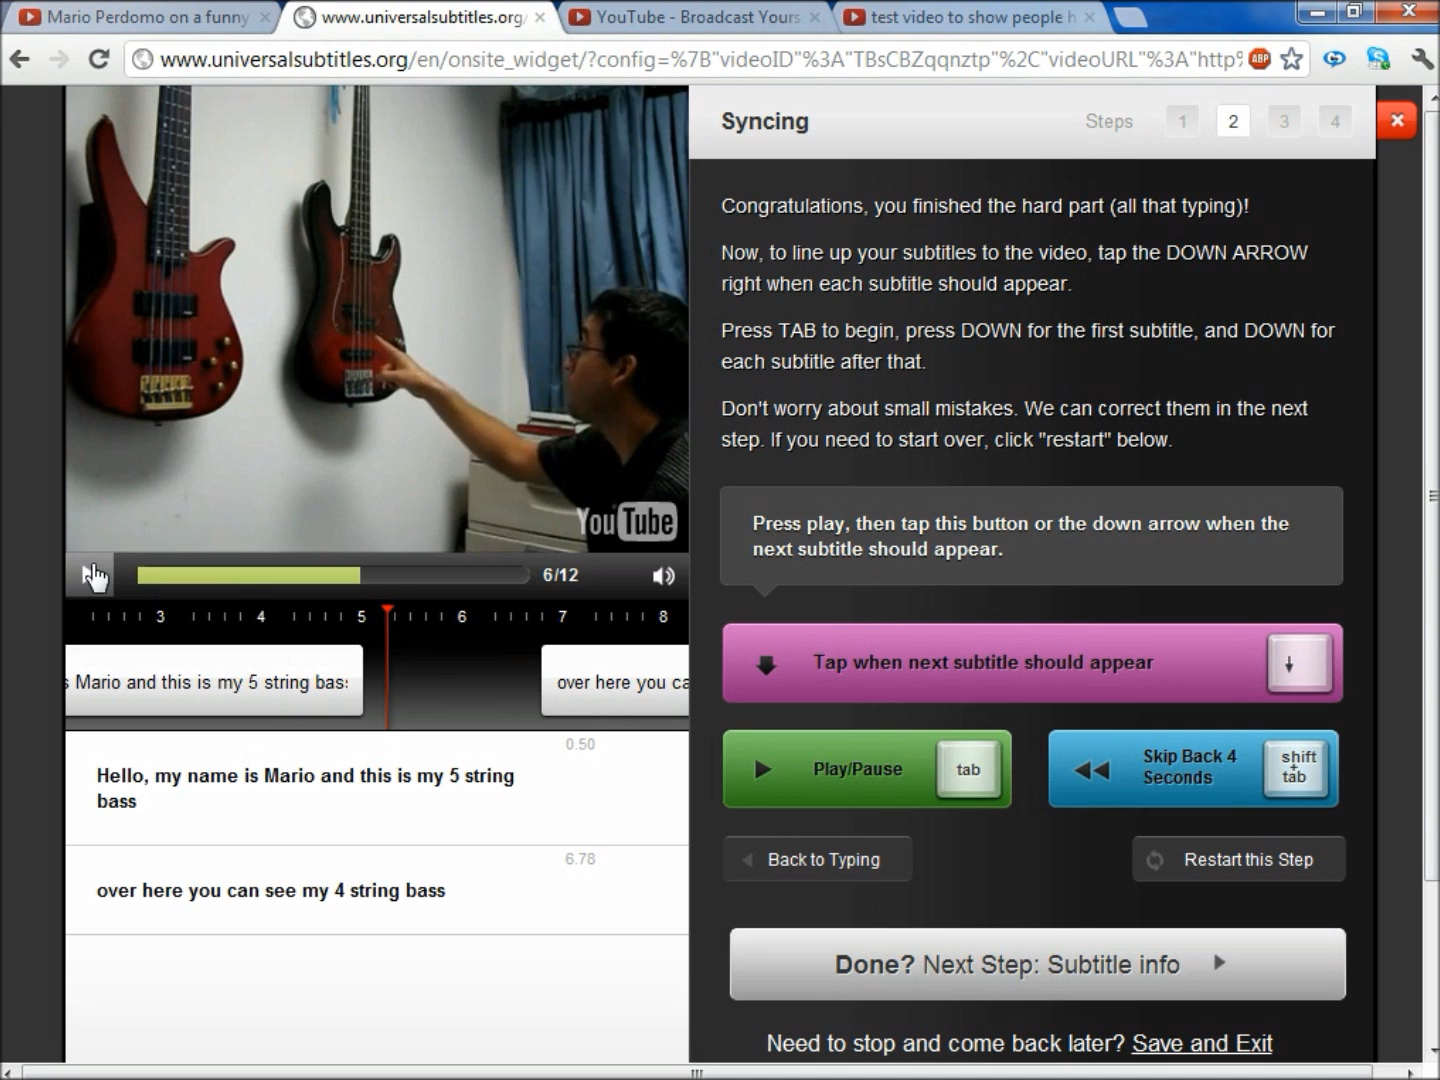 Mario Perdomo on a funny
www.universalsubtitles.org
YouTube - Broadcast Yours
test video to show people h
www.universalsubtitles.org/en/onsite_widget/?config=%7B"videoID"%3A"TBsCBZqqnztp"%2C"videoURL"%3A"http%
ABP
Syncing
Steps 1 2 3 4
Congratulations, you finished the hard part (all that typing)!
Now, to line up your subtitles to the video, tap the DOWN ARROW
right when each subtitle should appear.
Press TAB to begin, press DOWN for the first subtitle, and DOWN for
each subtitle after that.
Don't worry about small mistakes. We can correct them in the next
step. If you need to start over, click "restart" below.
YouTube
Press play, then tap this button or the down arrow when the
next subtitle should appear.
6/12
3 4 5 6 7 8
s Mario and this is my 5 string bas
over here you ca
Tap when next subtitle should appear
0.50
Hello, my name is Mario and this is my 5 string
bass
Play/Pause
tab
Skip Back 4
Seconds
shift
+
tab
6.78
over here you can see my 4 string bass
Back to Typing
Restart this Step
Done? Next Step: Subtitle info
Need to stop and come back later? Save and Exit